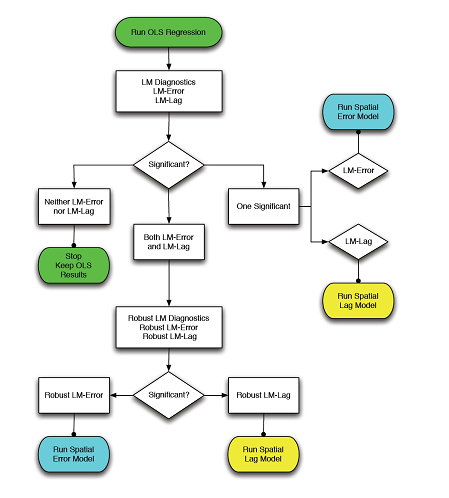 Run OLS Regression
LM Diagnostics
LM-Error
LM-Lag
Significant?
Neither LM-Error
nor LM-Lag
Stop
Keep OLS
Results
Both LM-Error
and LM-Lag
One Significant
LM-Error
Run Spatial
Error Model
LM-Lag
Run Spatial
Lag Model
Robust LM Diagnostics
Robust LM-Error
Robust LM-Lag
Significant?
Robust LM-Error
Robust LM-Lag
Run Spatial
Error Model
Run Spatial
Lag Model